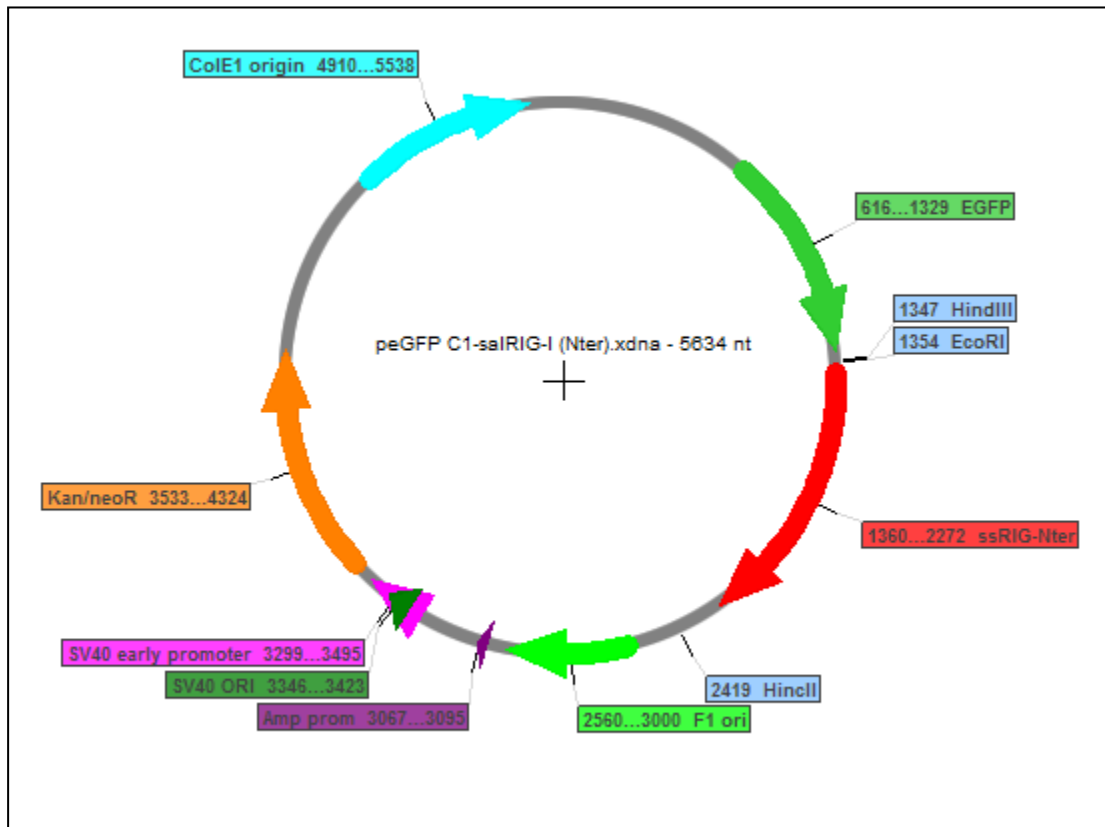 ColE1 origin 4910...5538
616...1329 EGFP
1347 HindIII
1354 EcoRI
peGFP C1-salRIG-I (Nter).xdna - 5634 nt
Kan/neoR 3533...4324
1360...2272 ssRIG-Nter
SV40 early promoter 3299...3495
SV40 ORI 3346...3423
2419 HincII
Amp prom 3067...3095
2560...3000 F1 ori